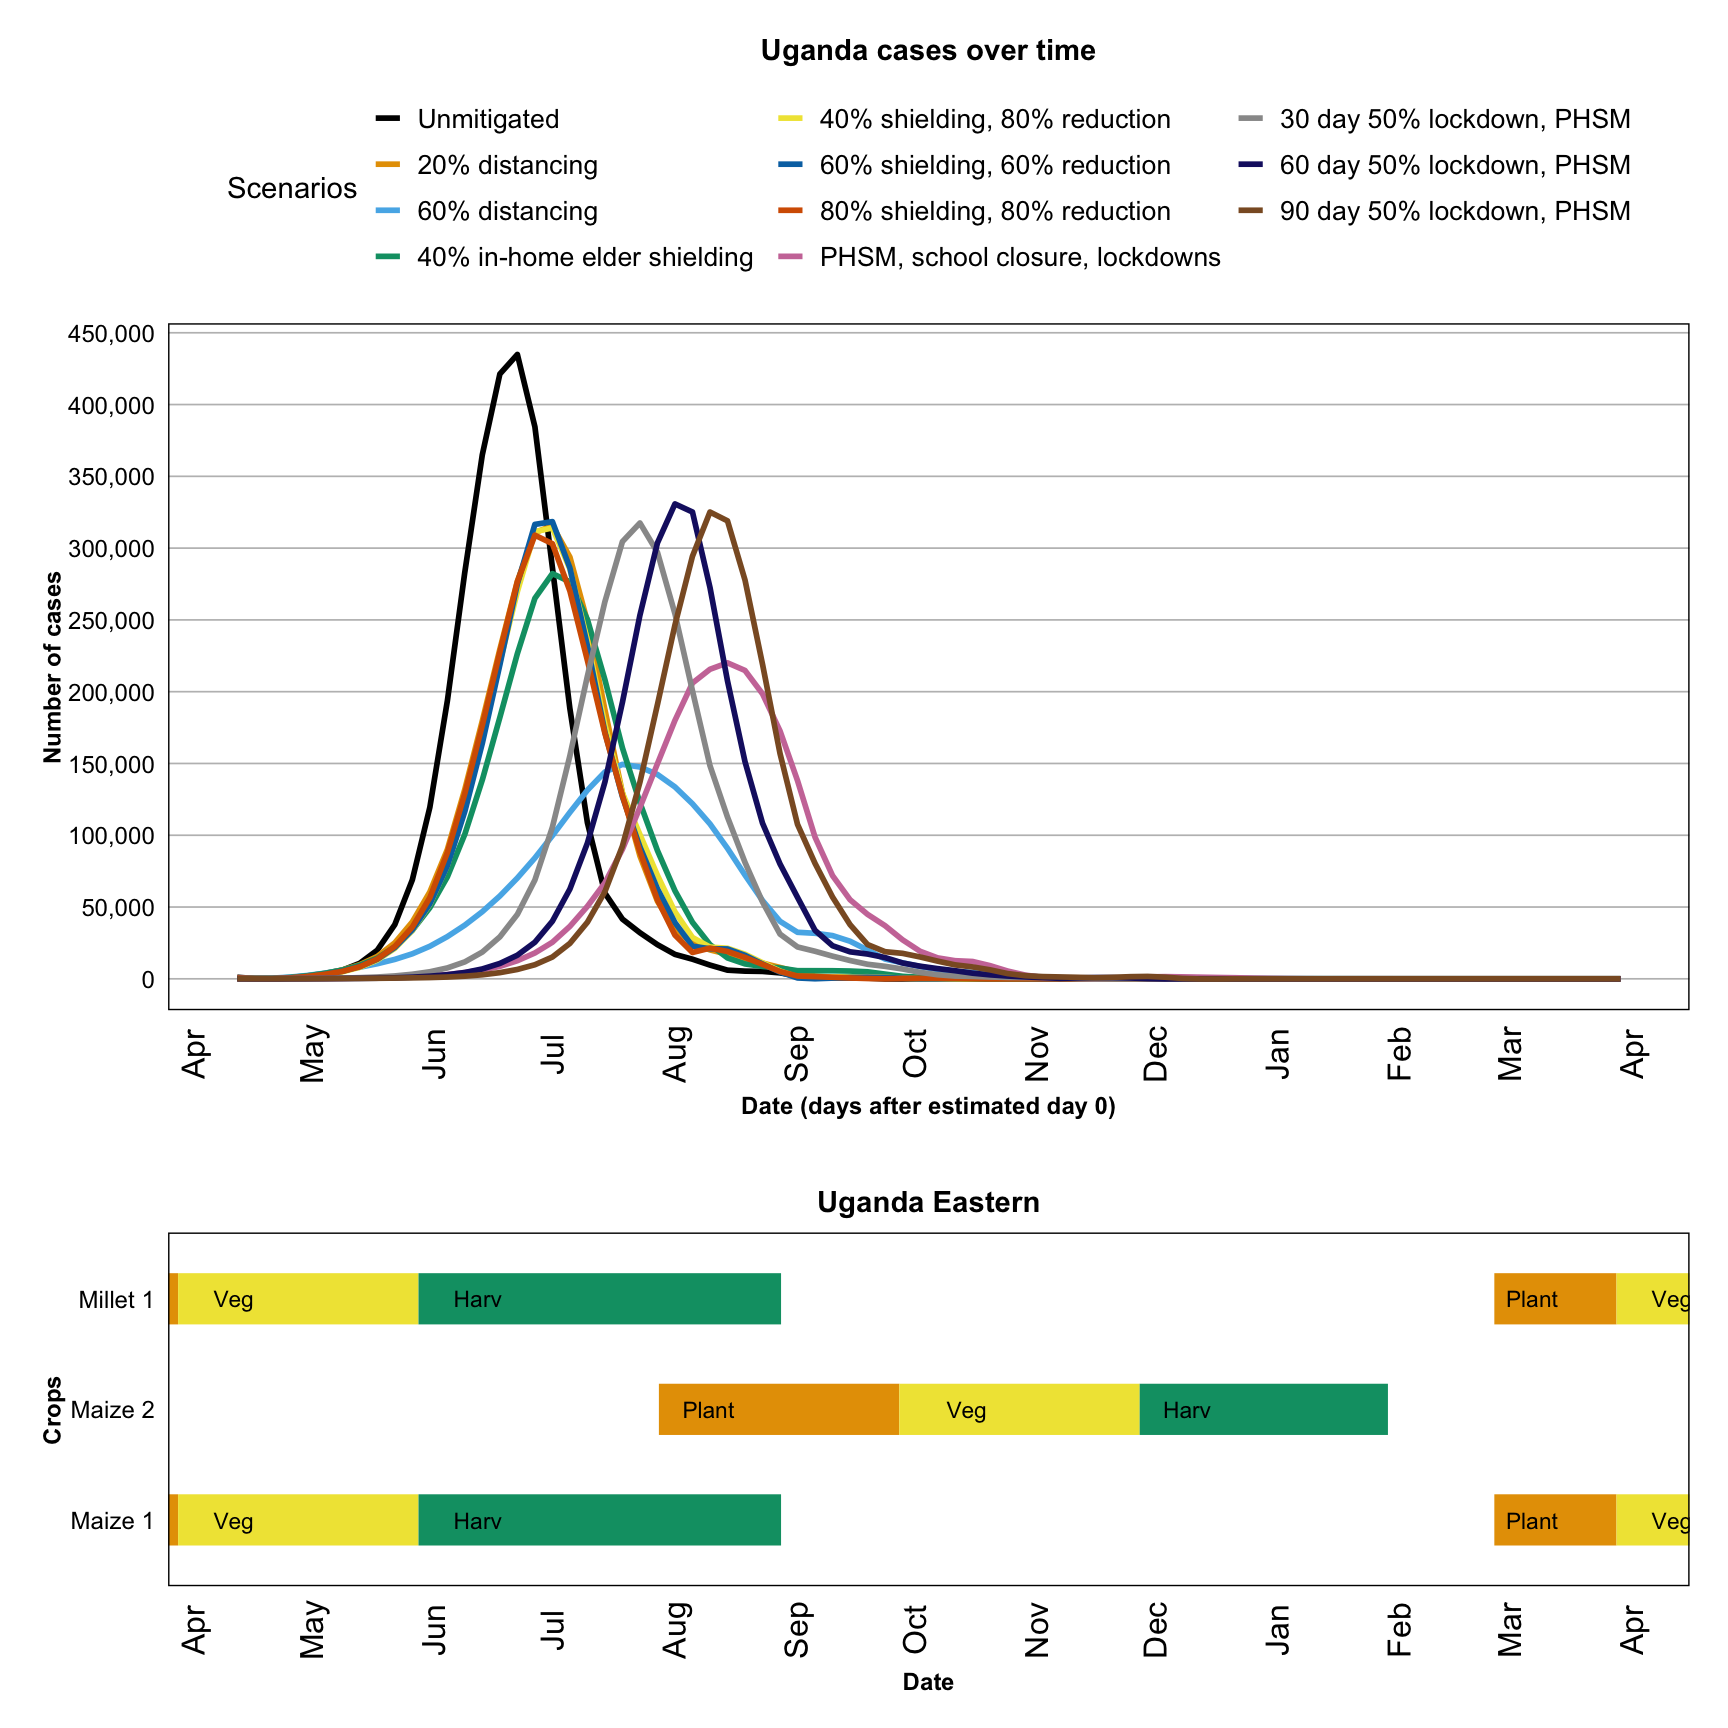 Uganda cases over time
Scenarios
Unmitigated
20% distancing
60% distancing
40% in-home elder shielding
40% shielding, 80% reduction
60% shielding, 60% reduction
80% shielding, 80% reduction
PHSM, school closure, lockdowns
30 day 50% lockdown, PHSM
60 day 50% lockdown, PHSM
90 day 50% lockdown, PHSM
Number of cases
450,000
400,000
350,000
300,000
250,000
200,000
150,000
100,000
50,000
0
Apr May Jun Jul Aug Sep Oct Nov Dec Jan Feb Mar Apr
Date (days after estimated day 0)
Uganda Eastern
Crops
Millet 1 Veg Harv Plant Veg
Maize 2 Plant Veg Harv
Maize 1 Veg Harv Plant Veg
Apr May Jun Jul Aug Sep Oct Nov Dec Jan Feb Mar Apr
Date